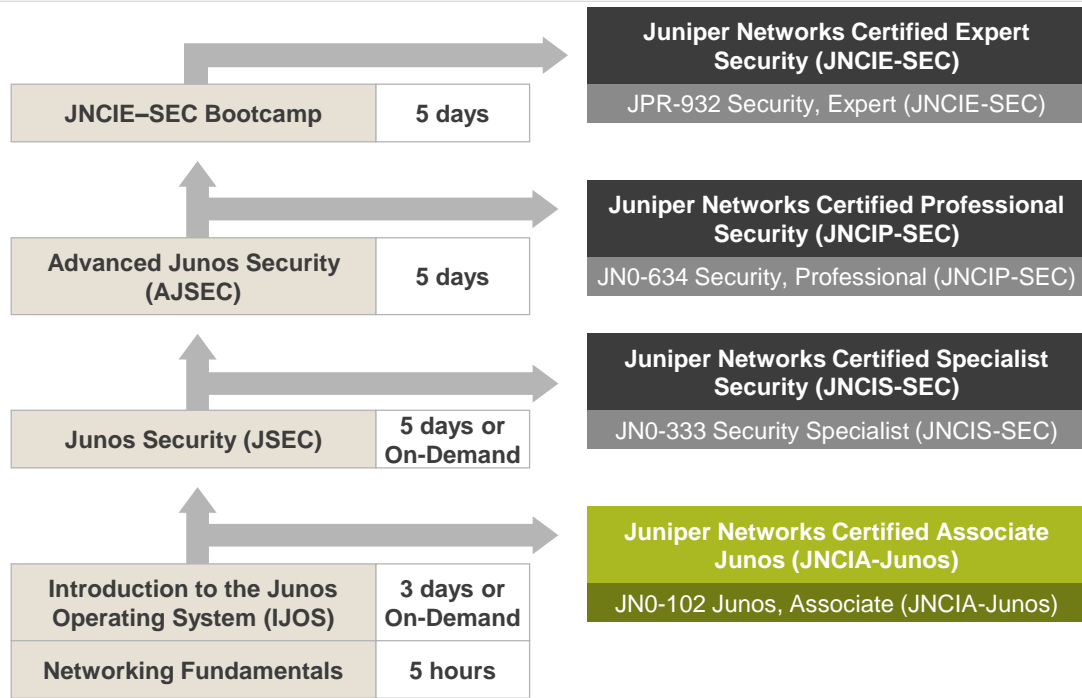 Juniper Networks Certified Expert
Security (JNCIE-SEC)
JPR-932 Security, Expert (JNCIE-SEC)
JNCIE–SEC Bootcamp
5 days
Juniper Networks Certified Professional
Security (JNCIP-SEC)
JN0-634 Security, Professional (JNCIP-SEC)
Advanced Junos Security
(AJSEC)
5 days
Juniper Networks Certified Specialist
Security (JNCIS-SEC)
JN0-333 Security Specialist (JNCIS-SEC)
Junos Security (JSEC)
5 days or
On-Demand
Juniper Networks Certified Associate
Junos (JNCIA-Junos)
JN0-102 Junos, Associate (JNCIA-Junos)
Introduction to the Junos
Operating System (IJOS)
3 days or
On-Demand
Networking Fundamentals
5 hours